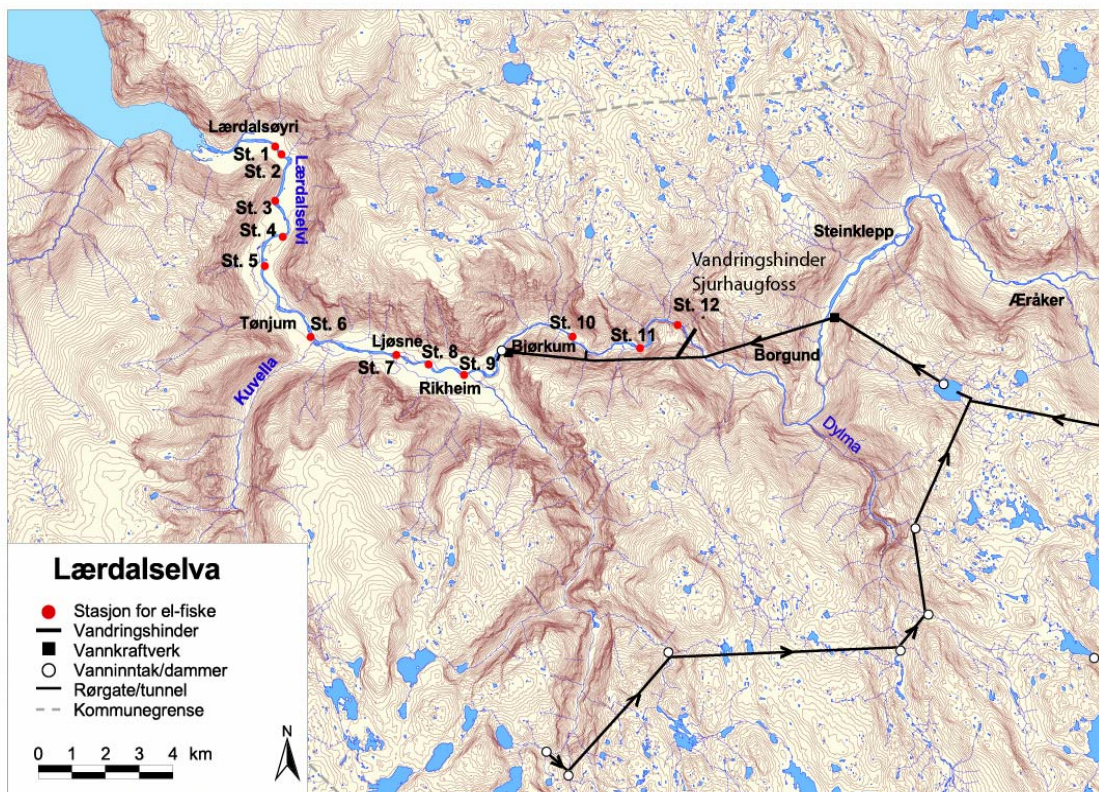 Lærdalsøyri
St. 1
St. 2
Lærdalselvi
St. 3
St. 4
St. 5
Tønjum
St. 6
Kuvella
Ljøsne
St. 7
St. 8
Rikheim
St. 9
Bjørkum
St. 10
St. 11
St. 12
Vandringshinder
Sjurhaugfoss
Steinklepp
Æråker
Borgund
Dylma
Lærdalselva
Stasjon for el-fiske
Vandringshinder
Vannkraftverk
Vanninntak/dammer
Rørgate/tunnel
Kommunegrense
0 1 2 3 4 km
N